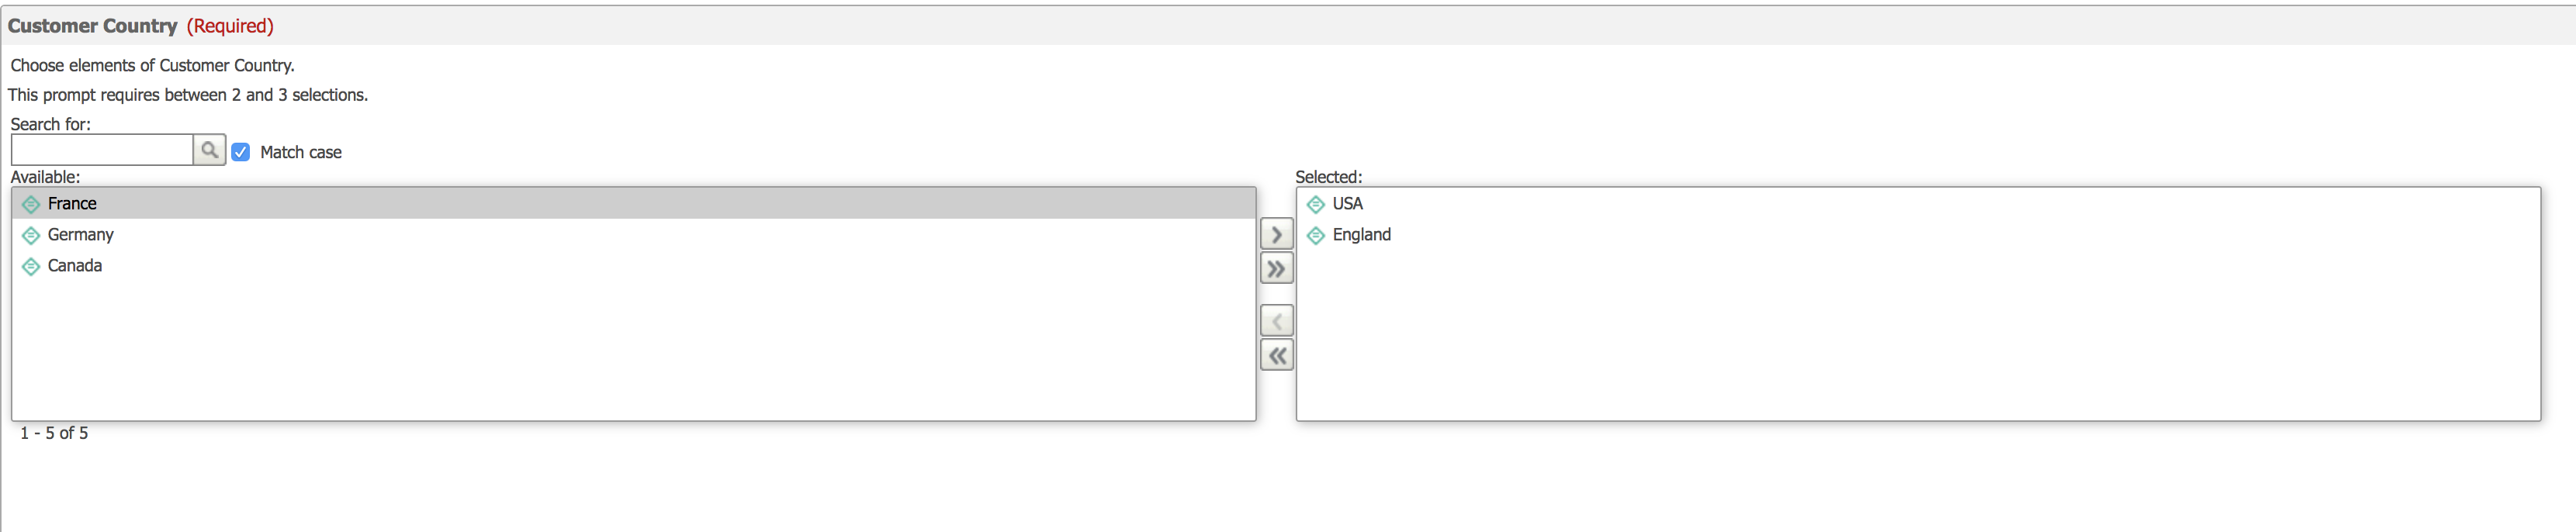 Customer Country (Required)
Choose elements of Customer Country.
This prompt requires between 2 and 3 selections.
Search for:
Match case
Available:
France
Germany
Canada
1 - 5 of 5
Selected:
USA
England